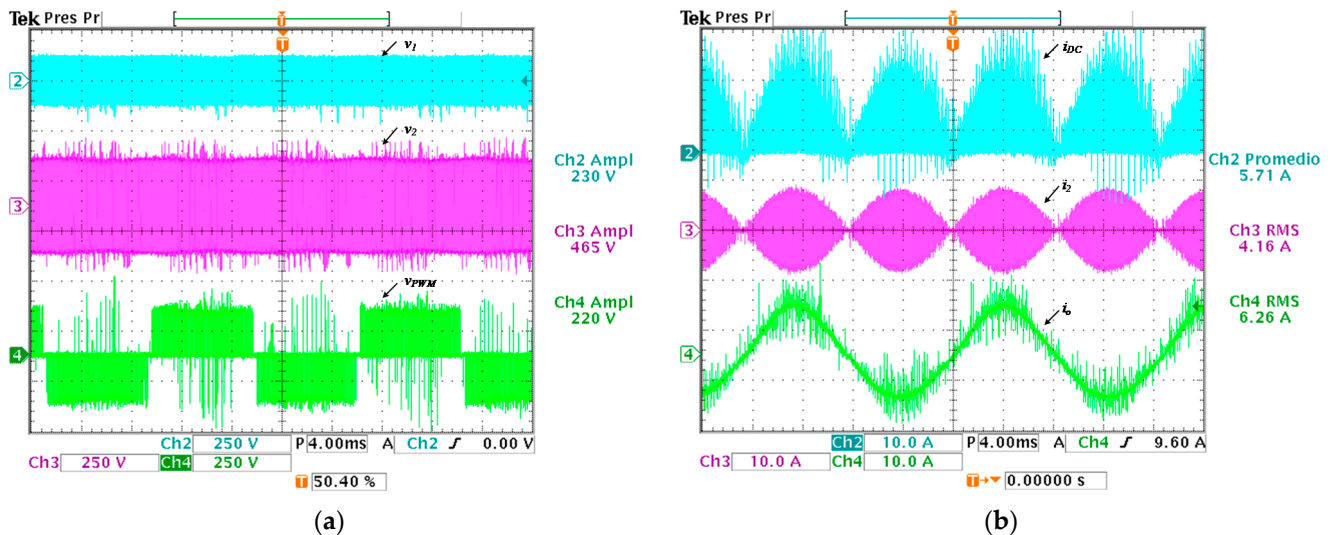 Tek Pres Pr
T
T
v1
2
v2
3
vPWM
4
Ch2 Ampl
230 V
Ch3 Ampl
465 V
Ch4 Ampl
220 V
Ch2 250 V P 4.00ms A Ch2 0.00 V
Ch3 250 V Ch4 250 V
T 50.40 %
(a)
Tek Pres Pr
T
T
iDC
2
i2
3
io
4
Ch2 Promedio
5.71 A
Ch3 RMS
4.16 A
Ch4 RMS
6.26 A
Ch2 10.0 A P 4.00ms A Ch4 9.60 A
Ch3 10.0 A Ch4 10.0 A
T 0.00000 s
(b)